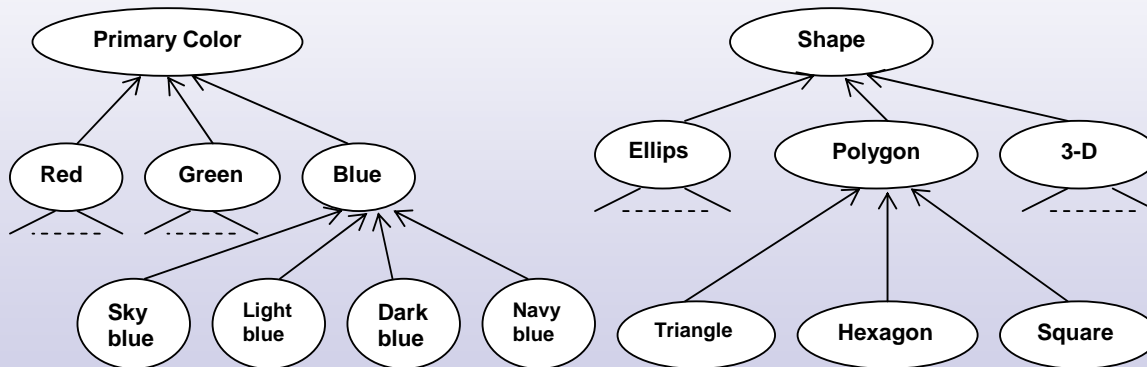 Primary Color
Shape
Red
Green
Blue
Ellips
Polygon
3-D
Sky
blue
Light
blue
Dark
blue
Navy
blue
Triangle
Hexagon
Square